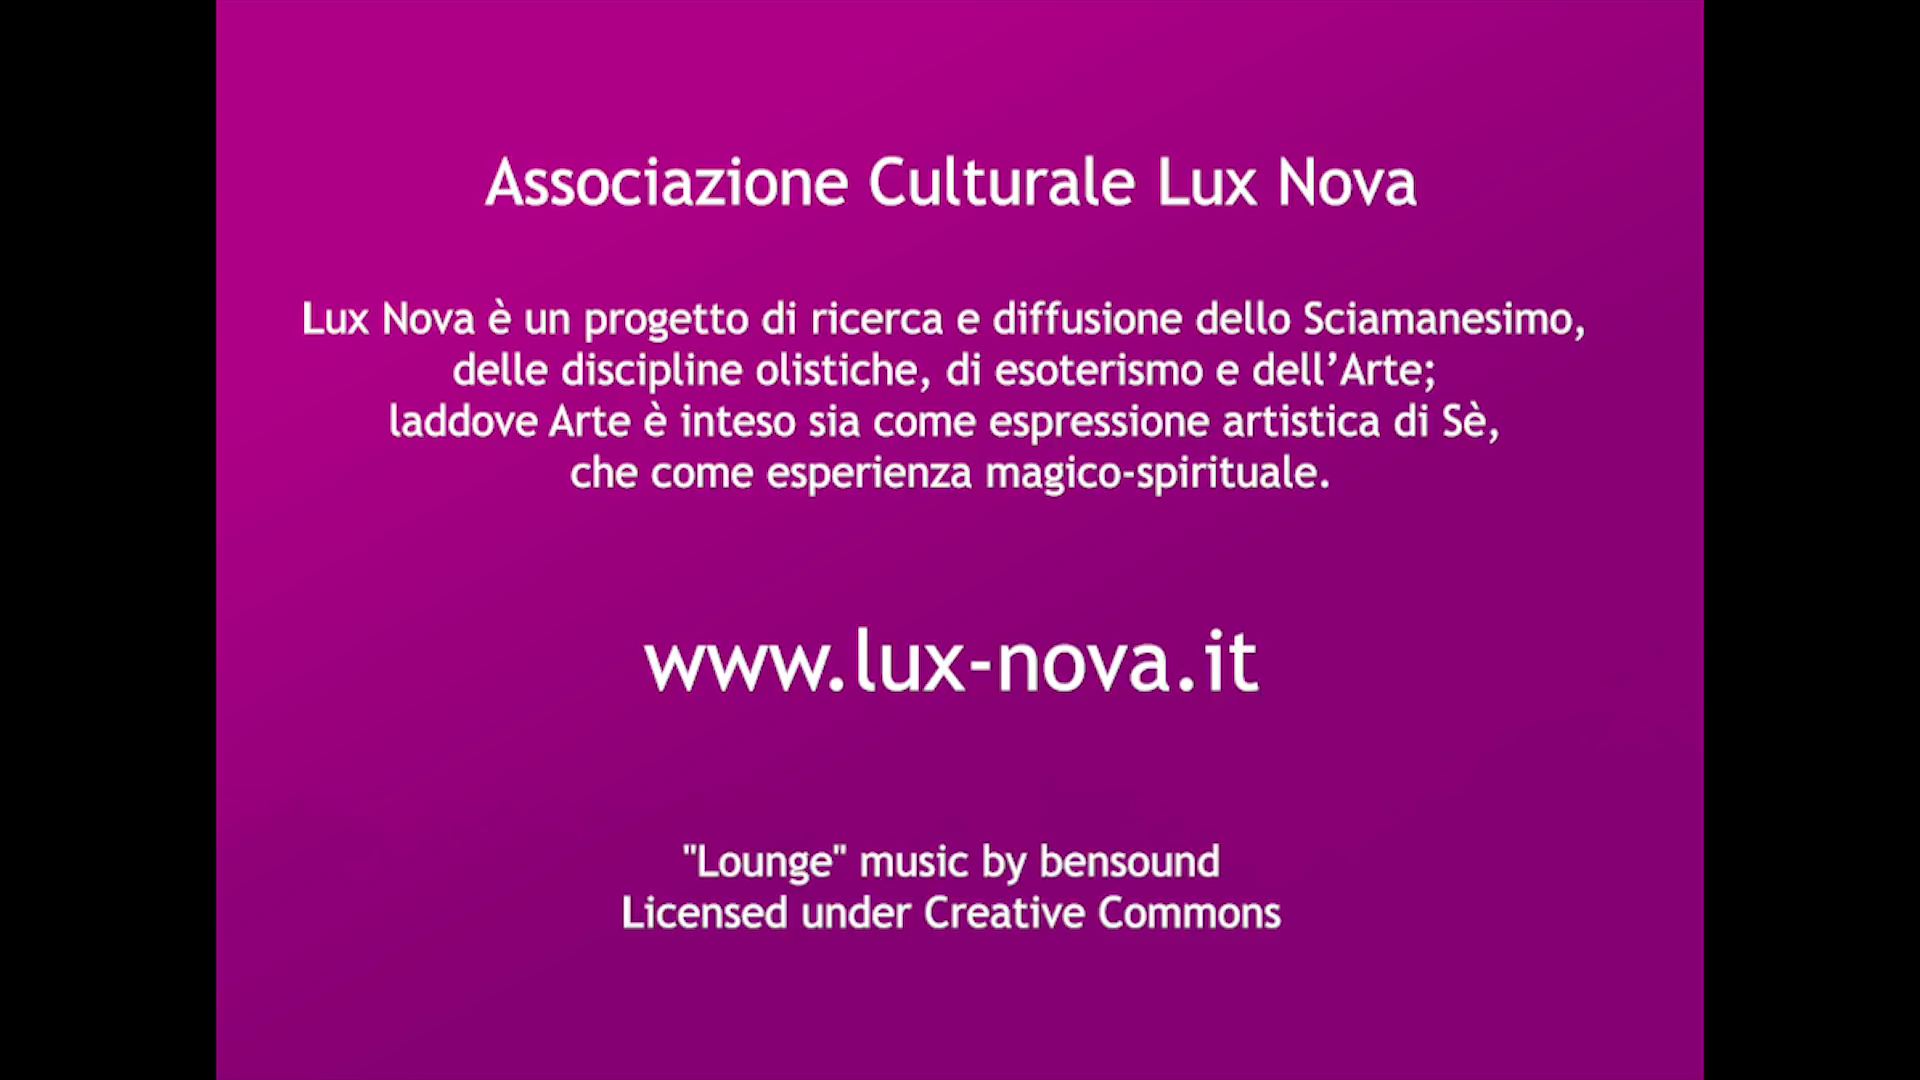 Associazione Culturale Lux Nova
Lux Nova è un progetto di ricerca e diffusione dello Sciamanesimo,
delle discipline olistiche, di esoterismo e dell’Arte;
laddove Arte è inteso sia come espressione artistica di Sè,
che come esperienza magico-spirituale.
www.lux-nova.it
"Lounge" music by bensound
Licensed under Creative Commons